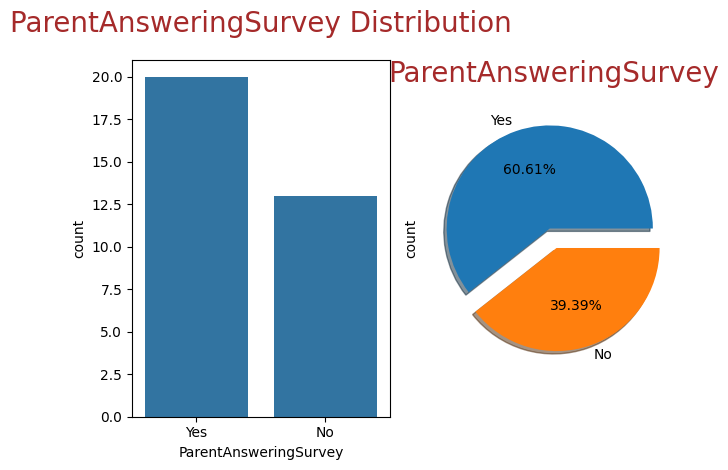 ParentAnsweringSurvey Distribution
ParentAnsweringSurvey
20.0
17.5
15.0
12.5
10.0
7.5
5.0
2.5
0.0
count
Yes
No
ParentAnsweringSurvey
count
Yes
60.61%
39.39%
No